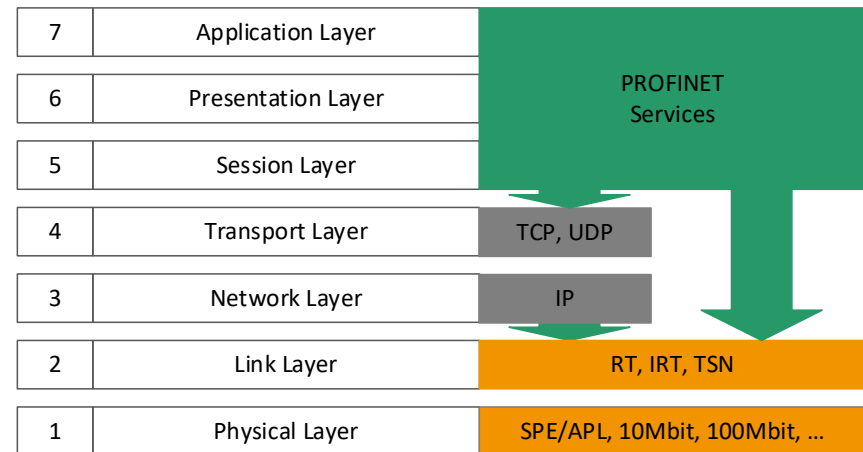 7 Application Layer
PROFINET
Services
6 Presentation Layer
5 Session Layer
4 Transport Layer TCP, UDP
3 Network Layer IP
2 Link Layer RT, IRT, TSN
1 Physical Layer SPE/APL, 10Mbit, 100Mbit, ...